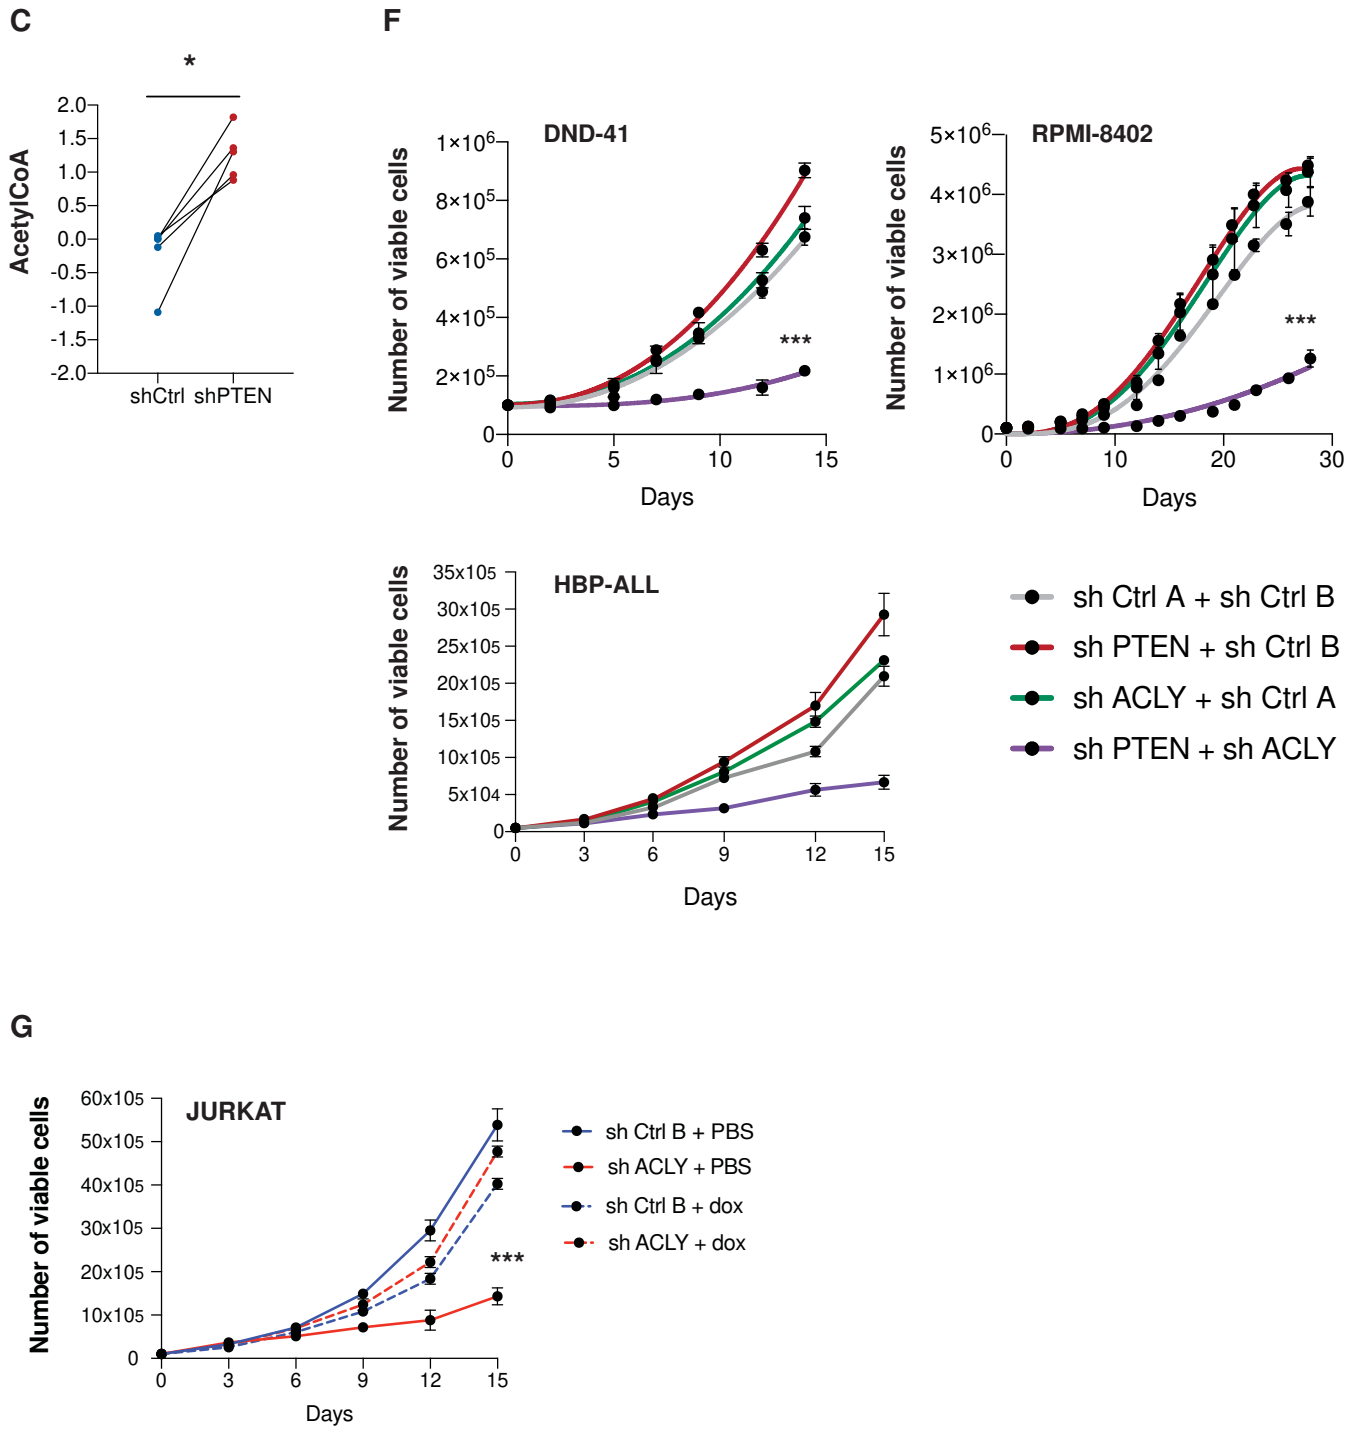 C
*
AcetylCoA
2.0
1.5
1.0
0.5
0.0
-0.5
-1.0
-1.5
-2.0
shCtrl shPTEN
F
DND-41
Number of viable cells
1×10⁶
8×10⁵
6×10⁵
4×10⁵
2×10⁵
0
***
0 5 10 15
Days
RPMI-8402
Number of viable cells
5×10⁶
4×10⁶
3×10⁶
2×10⁶
1×10⁶
0
***
0 10 20 30
Days
HBP-ALL
Number of viable cells
35x105
30x105
25x105
20x105
15x105
10x105
5x104
0
0 3 6 9 12 15
Days
sh Ctrl A + sh Ctrl B
sh PTEN + sh Ctrl B
sh ACLY + sh Ctrl A
sh PTEN + sh ACLY
G
JURKAT
Number of viable cells
60x105
50x105
40x105
30x105
20x105
10x105
0
***
0 3 6 9 12 15
Days
sh Ctrl B + PBS
sh ACLY + PBS
sh Ctrl B + dox
sh ACLY + dox